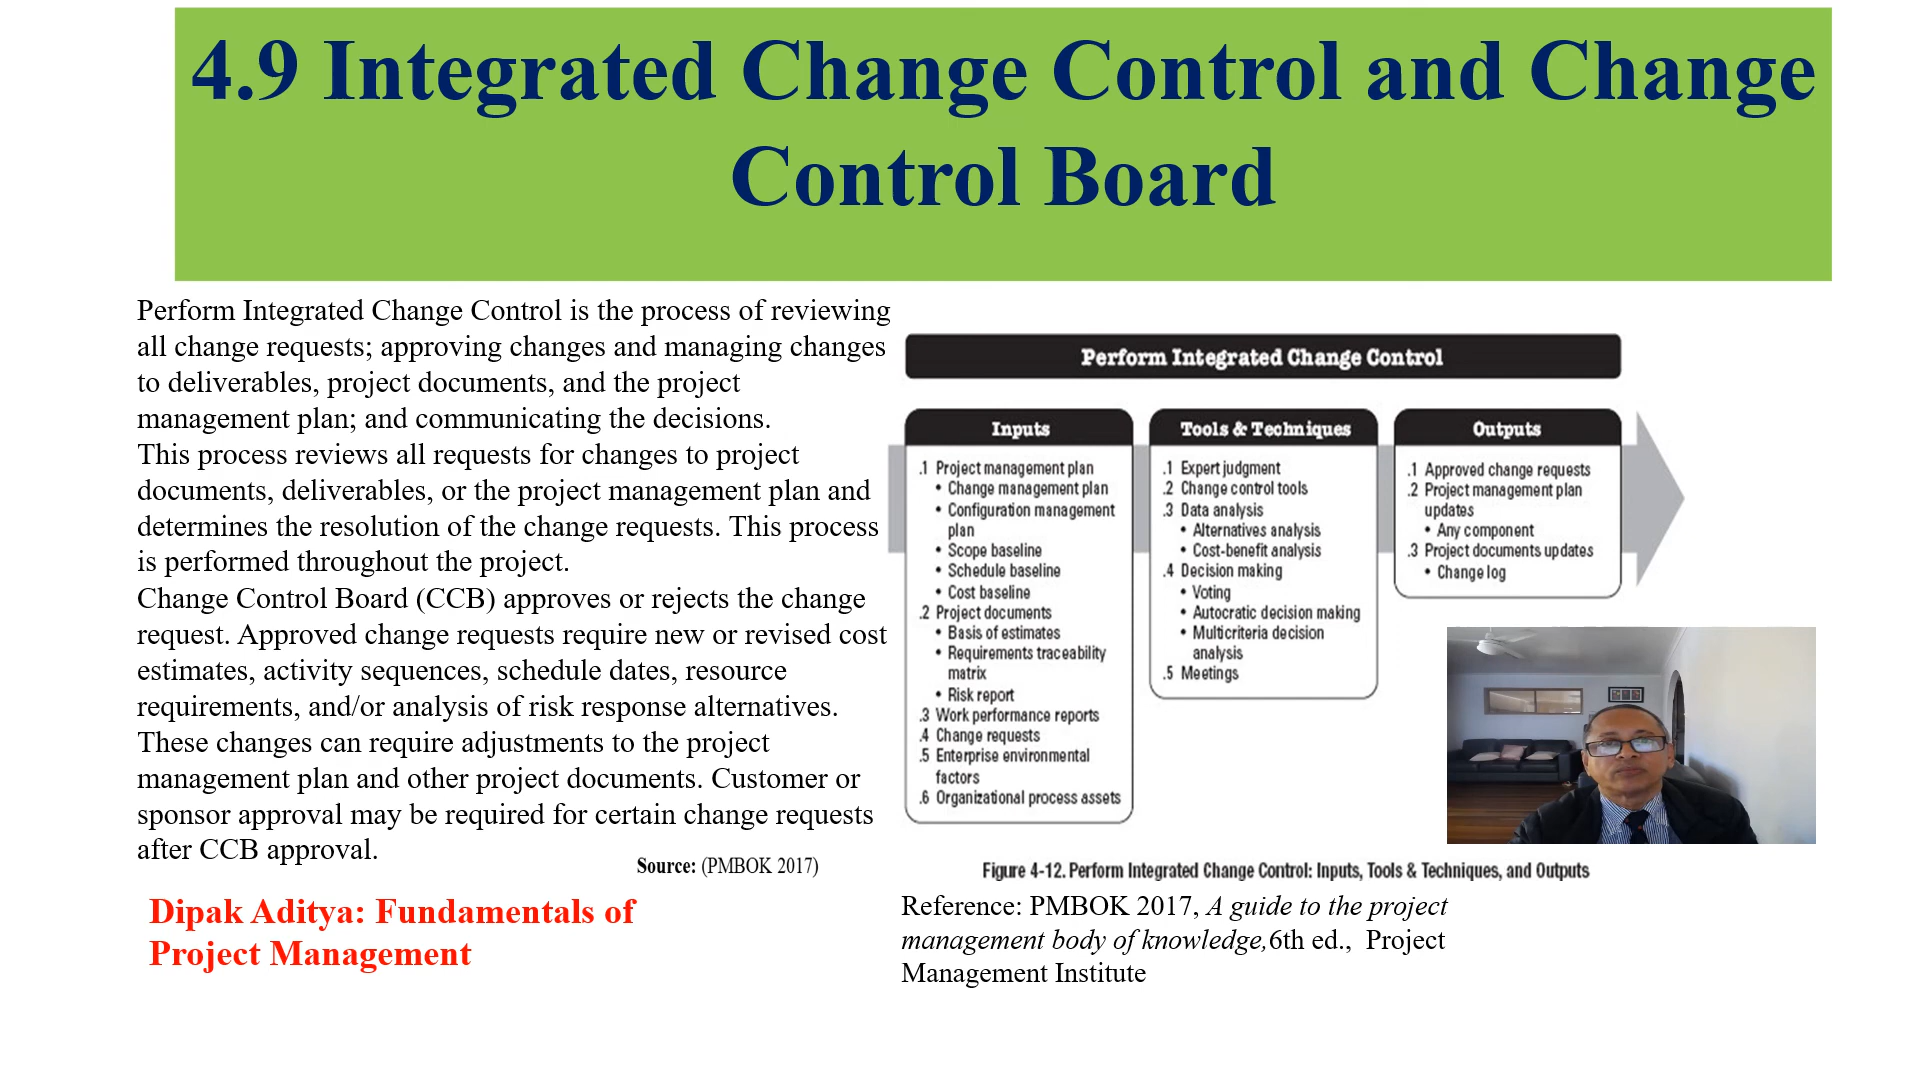 4.9 Integrated Change Control and Change
Control Board
Perform Integrated Change Control is the process of reviewing
all change requests; approving changes and managing changes
to deliverables, project documents, and the project
management plan; and communicating the decisions.
This process reviews all requests for changes to project
documents, deliverables, or the project management plan and
determines the resolution of the change requests. This process
is performed throughout the project.
Change Control Board (CCB) approves or rejects the change
request. Approved change requests require new or revised cost
estimates, activity sequences, schedule dates, resource
requirements, and/or analysis of risk response alternatives.
These changes can require adjustments to the project
management plan and other project documents. Customer or
sponsor approval may be required for certain change requests
after CCB approval.
Source: (PMBOK 2017)
Dipak Aditya: Fundamentals of
Project Management
Perform Integrated Change Control
Inputs
.1 Project management plan
• Change management plan
• Configuration management
plan
• Scope baseline
• Schedule baseline
• Cost baseline
.2 Project documents
• Basis of estimates
• Requirements traceability
matrix
• Risk report
.3 Work performance reports
.4 Change requests
.5 Enterprise environmental
factors
.6 Organizational process assets
Tools & Techniques
.1 Expert judgment
.2 Change control tools
.3 Data analysis
• Alternatives analysis
• Cost-benefit analysis
.4 Decision making
• Voting
• Autocratic decision making
• Multicriteria decision
analysis
.5 Meetings
Outputs
.1 Approved change requests
.2 Project management plan
updates
• Any component
.3 Project documents updates
• Change log
Figure 4-12. Perform Integrated Change Control: Inputs, Tools & Techniques, and Outputs
Reference: PMBOK 2017, A guide to the project
management body of knowledge,6th ed., Project
Management Institute